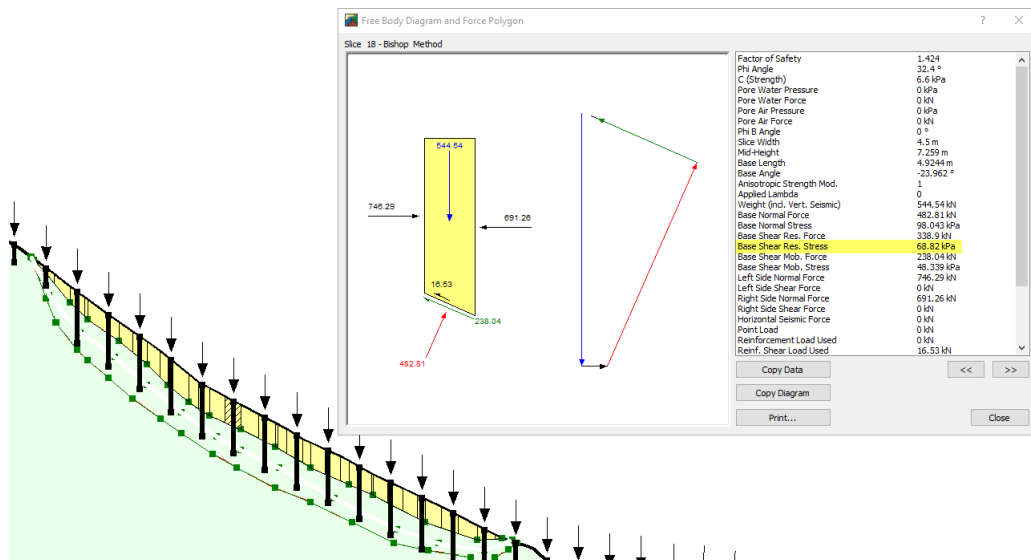 Free Body Diagram and Force Polygon
Slice 18 - Bishop Method
544.54
746.29
691.26
16.53
238.04
482.81
Factor of Safety 1.424
Phi Angle 32.4 °
C (Strength) 6.6 kPa
Pore Water Pressure 0 kPa
Pore Water Force 0 kN
Pore Air Pressure 0 kPa
Pore Air Force 0 kN
Phi B Angle 0 °
Slice Width 4.5 m
Mid-Height 7.259 m
Base Length 4.9244 m
Base Angle -23.962 °
Anisotropic Strength Mod. 1
Applied Lambda 0
Weight (incl. Vert. Seismic) 544.54 kN
Base Normal Force 482.81 kN
Base Normal Stress 98.043 kPa
Base Shear Res. Force 338.9 kN
Base Shear Res. Stress 68.82 kPa
Base Shear Mob. Force 238.04 kN
Base Shear Mob. Stress 48.339 kPa
Left Side Normal Force 746.29 kN
Left Side Shear Force 0 kN
Right Side Normal Force 691.26 kN
Right Side Shear Force 0 kN
Horizontal Seismic Force 0 kN
Point Load 0 kN
Reinforcement Load Used 0 kN
Reinf. Shear Load Used 16.53 kN
Copy Data
<< >>
Copy Diagram
Print...
Close